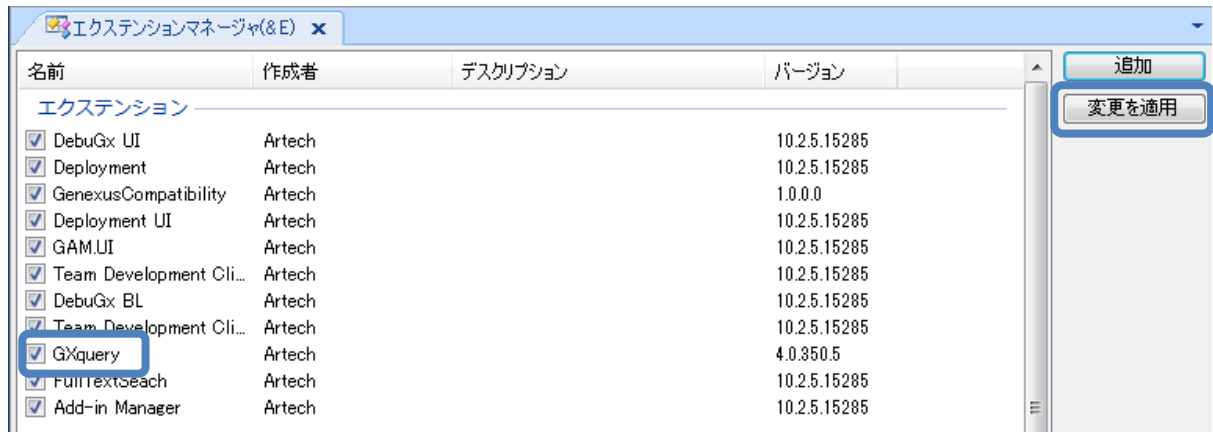 エクステンションマネージャ(&E) x
名前 作成者 デスクリプション バージョン 追加
エクステンション 変更を適用
DebuGx UI Artech 10.2.5.15285
Deployment Artech 10.2.5.15285
GenexusCompatibility Artech 1.0.0.0
Deployment UI Artech 10.2.5.15285
GAM.UI Artech 10.2.5.15285
Team Development Cli... Artech 10.2.5.15285
DebuGx BL Artech 10.2.5.15285
Team Development Cli... Artech 10.2.5.15285
GXquery Artech 4.0.350.5
FullTextSeach Artech 10.2.5.15285
Add-in Manager Artech 10.2.5.15285